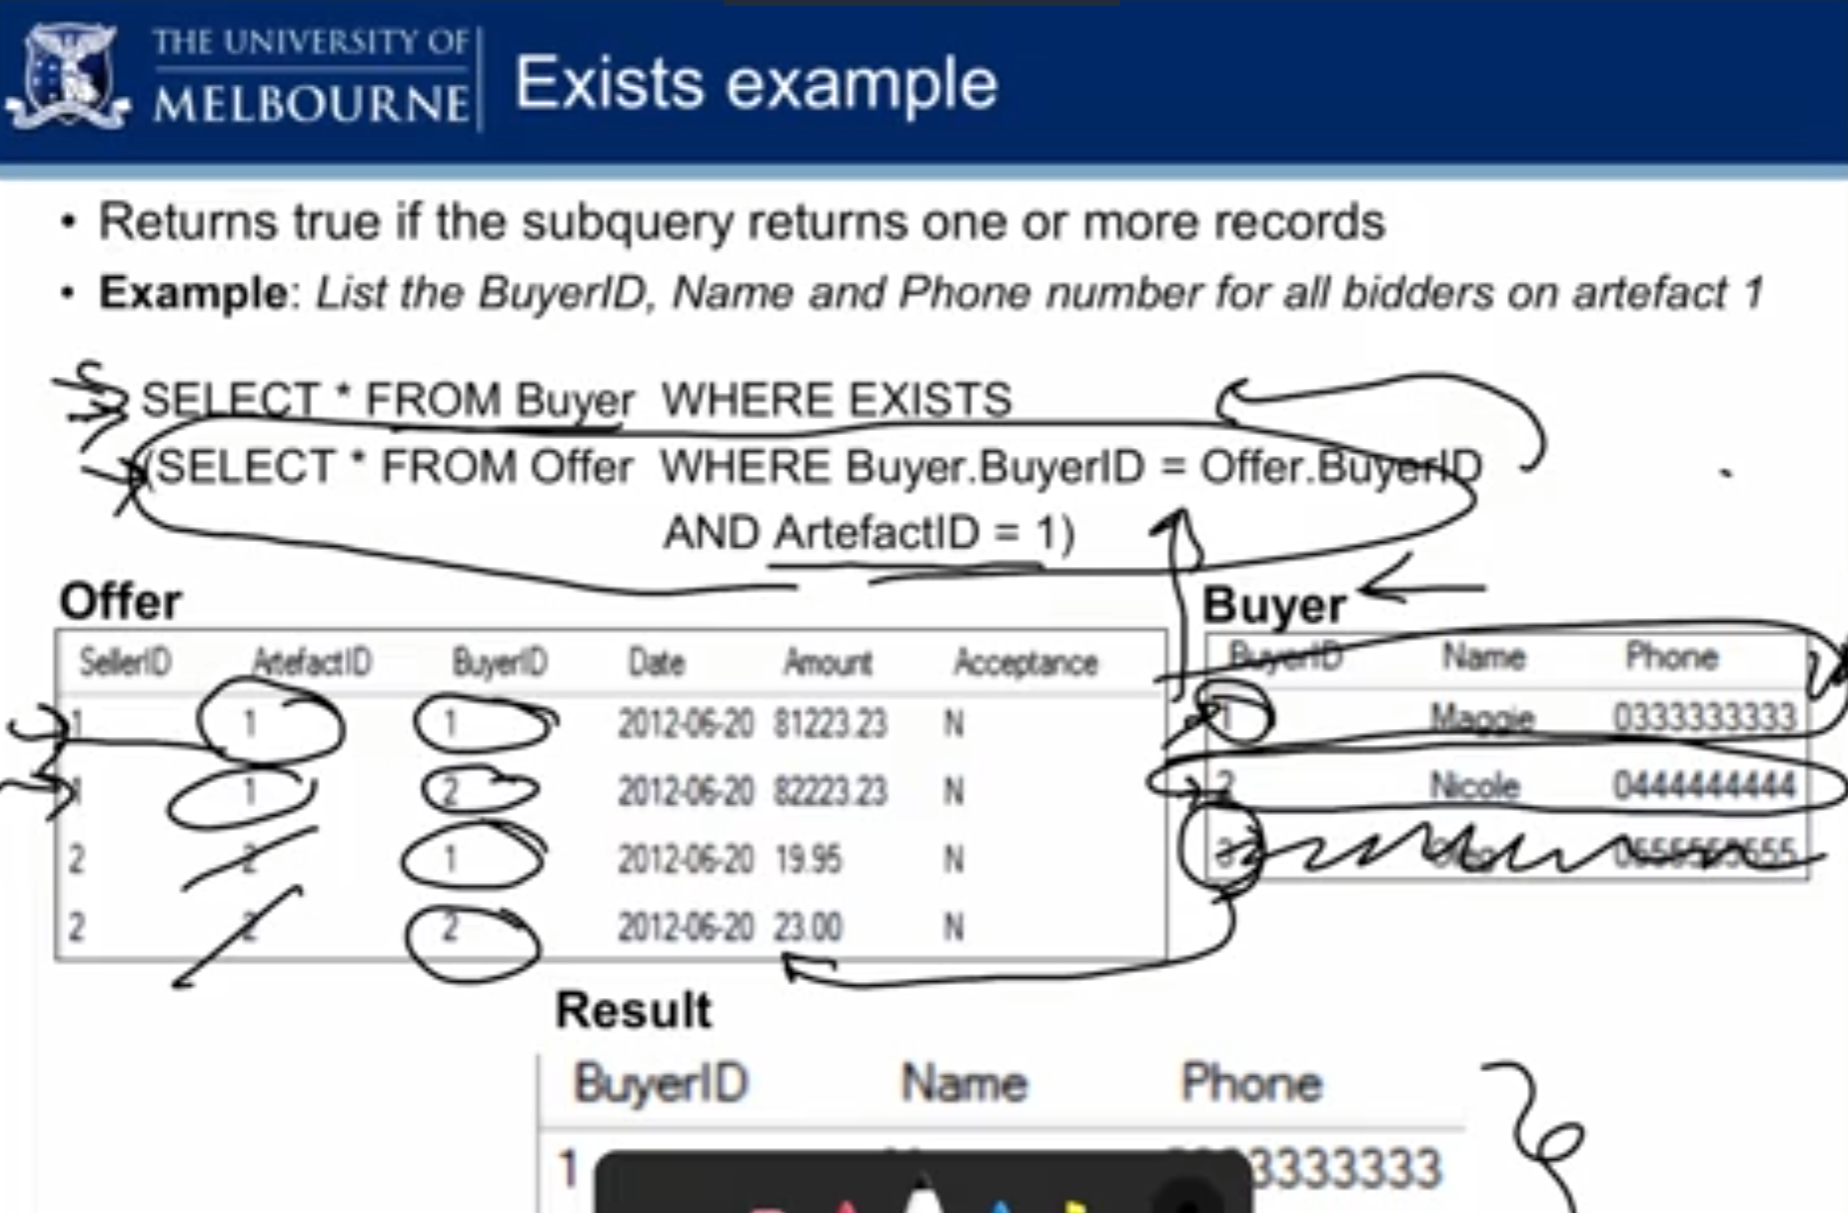 THE UNIVERSITY OF
MELBOURNE
Exists example
• Returns true if the subquery returns one or more records
• Example: List the BuyerID, Name and Phone number for all bidders on artefact 1
SELECT * FROM Buyer WHERE EXISTS
(SELECT * FROM Offer WHERE Buyer.BuyerID = Offer.BuyerID
AND ArtefactID = 1)
Offer
SellerID ArtefactID BuyerID Date Amount Acceptance
1 1 1 2012-06-20 81223.23 N
1 1 2 2012-06-20 82223.23 N
2 2 1 2012-06-20 19.95 N
2 2 2 2012-06-20 23.00 N
Buyer
BuyerID Name Phone
1 Maggie 0333333333
2 Nicole 0444444444
3 0555555555
Result
BuyerID Name Phone
1 3333333